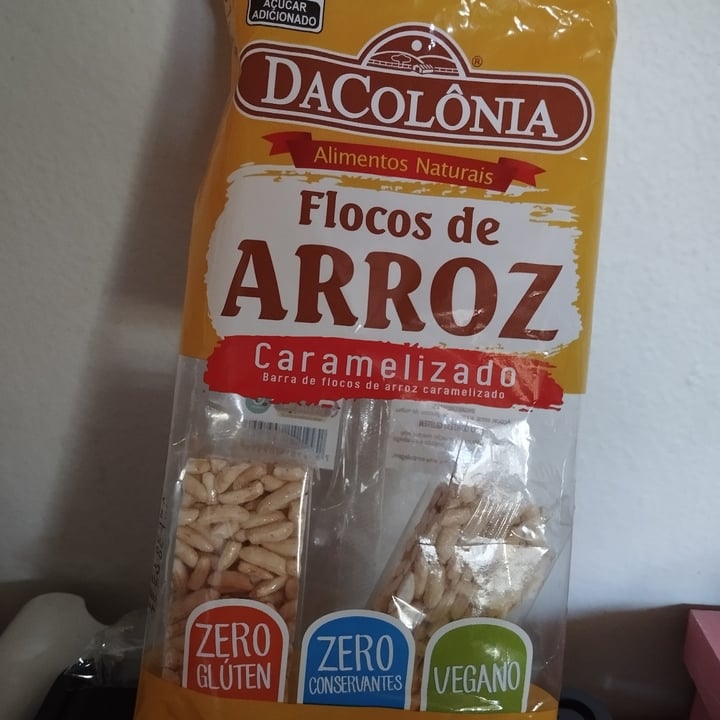 AÇÚCAR
ADICIONADO
DACOLÔNIA
®
Alimentos Naturais
Flocos de
ARROZ
Caramelizado
Barra de flocos de arroz caramelizado
ZERO
GLÚTEN
ZERO
CONSERVANTES
VEGANO